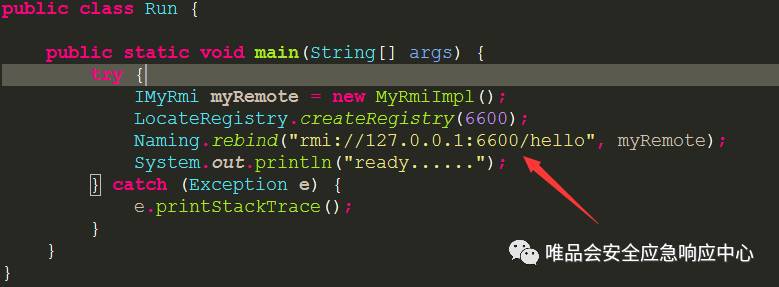 public class Run {
    public static void main(String[] args) {
        try {
            IMyRmi myRemote = new MyRmiImpl();
            LocateRegistry.createRegistry(6600);
            Naming.rebind("rmi://127.0.0.1:6600/hello", myRemote);
            System.out.println("ready......");
        } catch (Exception e) {
            e.printStackTrace();
        }
    }
}
唯品会安全应急响应中心